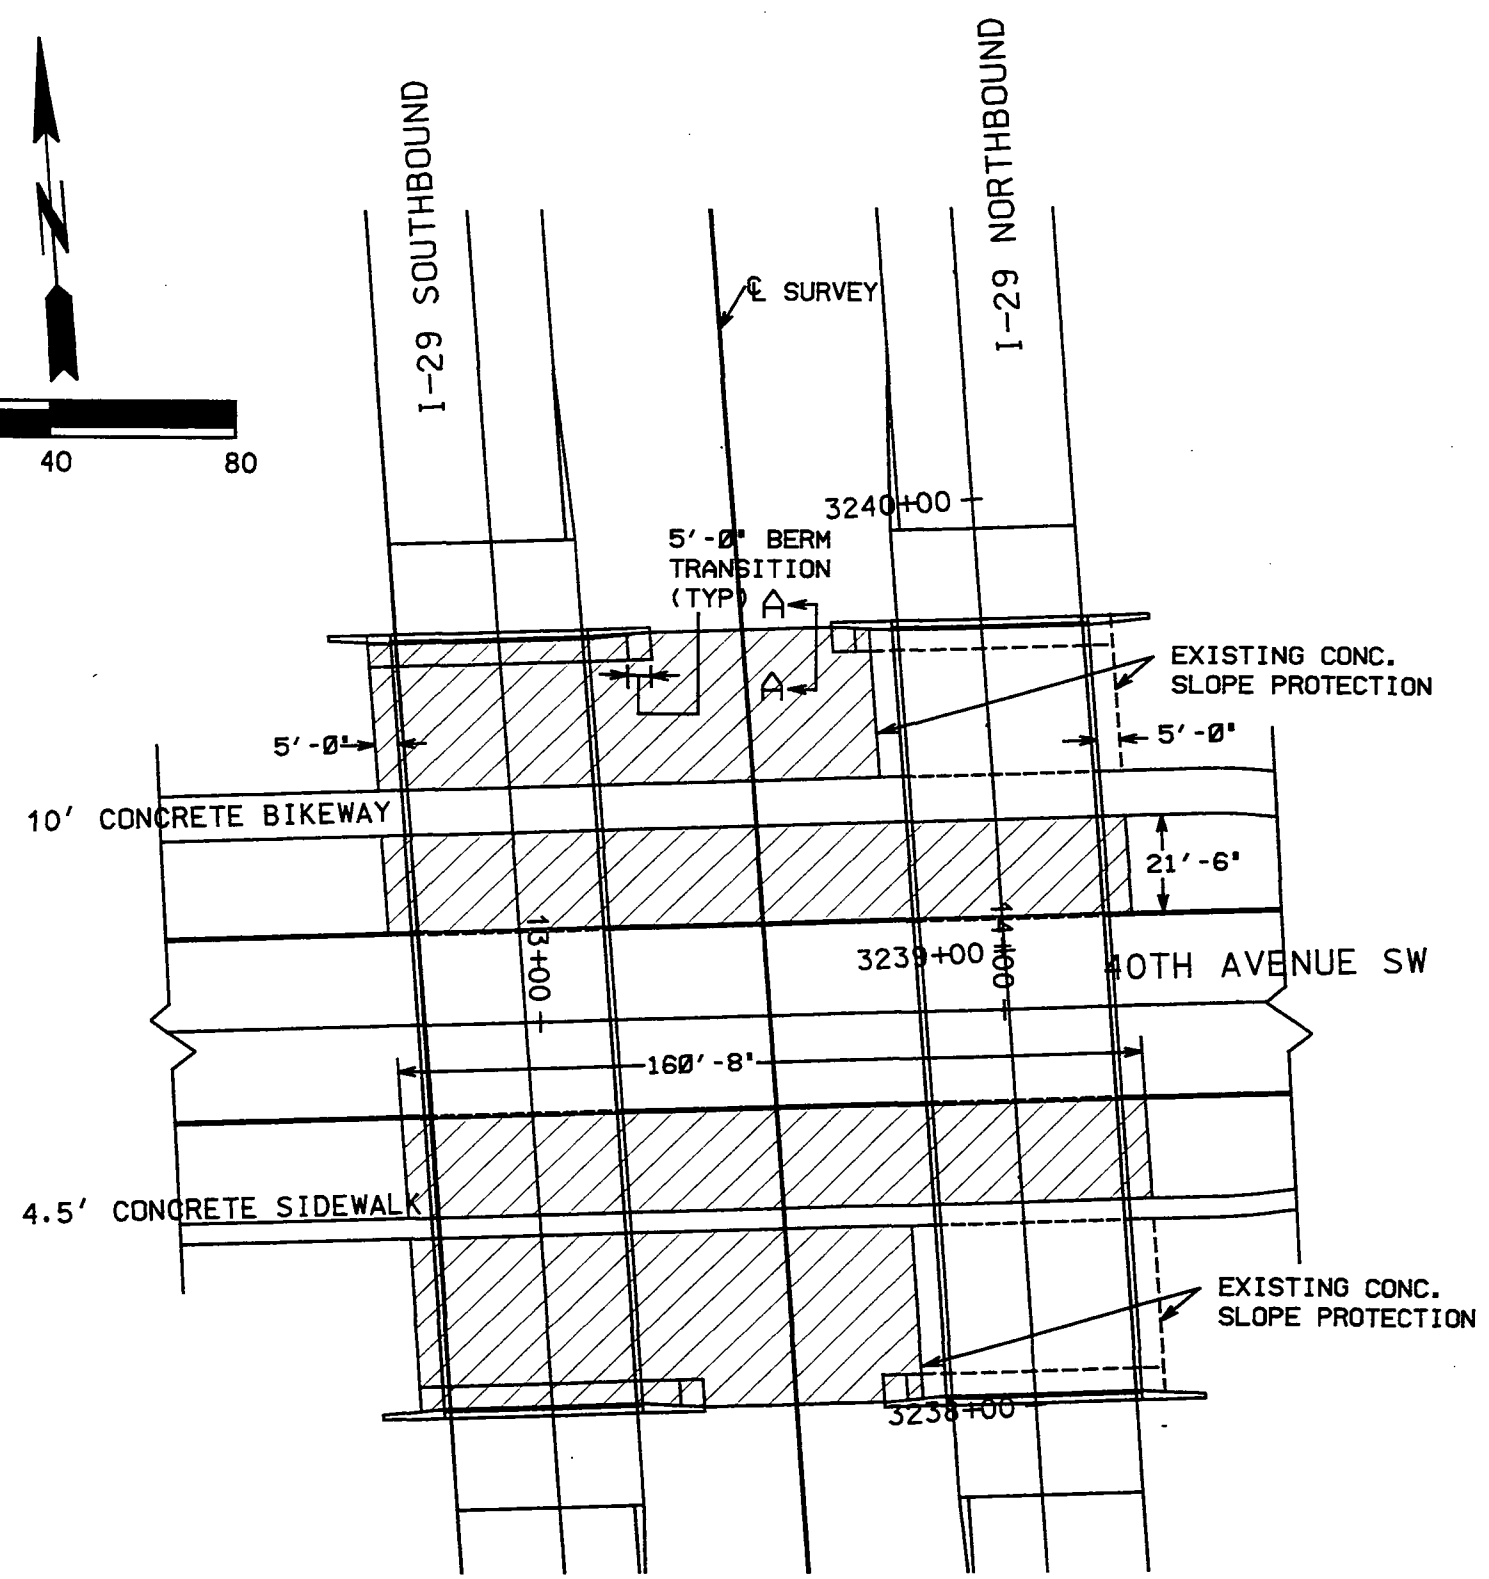 I-29 SOUTHBOUND
I-29 NORTHBOUND
N
℄ SURVEY
40
80
3240+00
5'-0" BERM
TRANSITION
(TYP)
A
A
EXISTING CONC.
SLOPE PROTECTION
5'-0"
5'-0"
10' CONCRETE BIKEWAY
21'-6"
13+00
3239+00
14+00
40TH AVENUE SW
160'-8"
4.5' CONCRETE SIDEWALK
EXISTING CONC.
SLOPE PROTECTION
3238+00